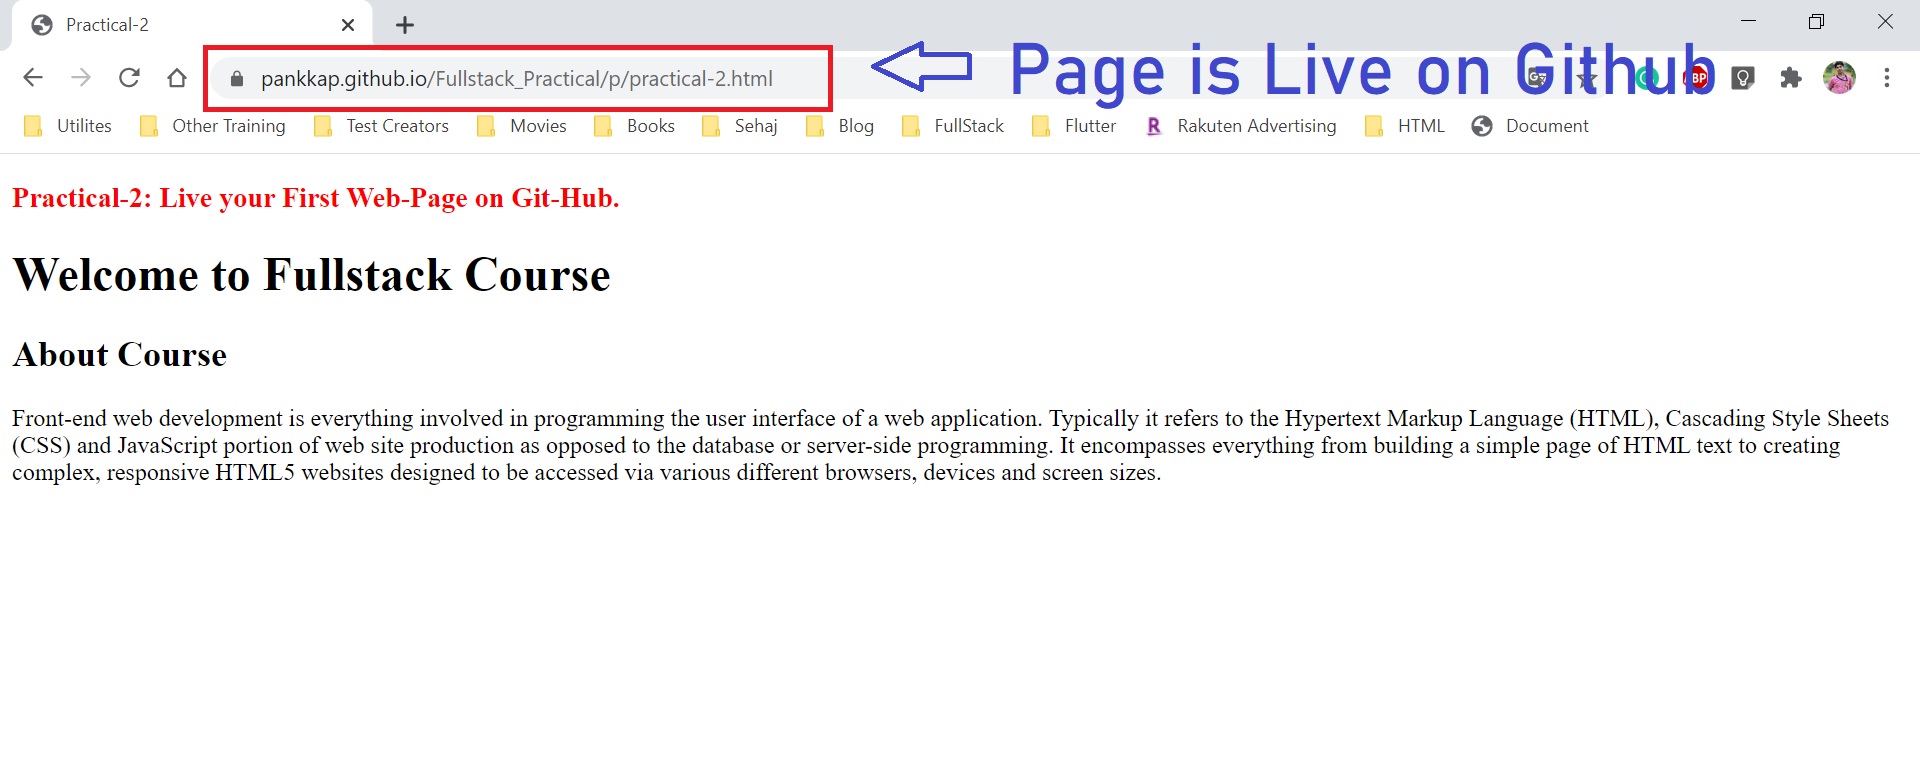 Practical-2
pankkap.github.io/Fullstack_Practical/p/practical-2.html
Page is Live on Github
ABP
Utilites Other Training Test Creators Movies Books Sehaj Blog FullStack Flutter R Rakuten Advertising HTML Document
Practical-2: Live your First Web-Page on Git-Hub.
Welcome to Fullstack Course
About Course
Front-end web development is everything involved in programming the user interface of a web application. Typically it refers to the Hypertext Markup Language (HTML), Cascading Style Sheets
(CSS) and JavaScript portion of web site production as opposed to the database or server-side programming. It encompasses everything from building a simple page of HTML text to creating
complex, responsive HTML5 websites designed to be accessed via various different browsers, devices and screen sizes.